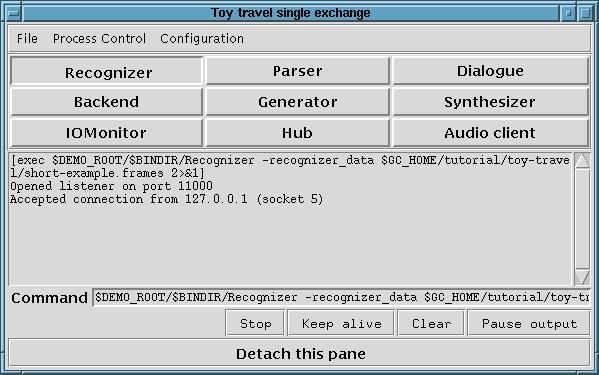 Toy travel single exchange
File Process Control Configuration
Recognizer Parser Dialogue
Backend Generator Synthesizer
IOMonitor Hub Audio client
[exec $DEMO_ROOT/$BINDIR/Recognizer -recognizer_data $GC_HOME/tutorial/toy-trave
l/short-example.frames 2>&1]
Opened listener on port 11000
Accepted connection from 127.0.0.1 (socket 5)
Command $DEMO_ROOT/$BINDIR/Recognizer -recognizer_data $GC_HOME/tutorial/toy-tr
Stop Keep alive Clear Pause output
Detach this pane